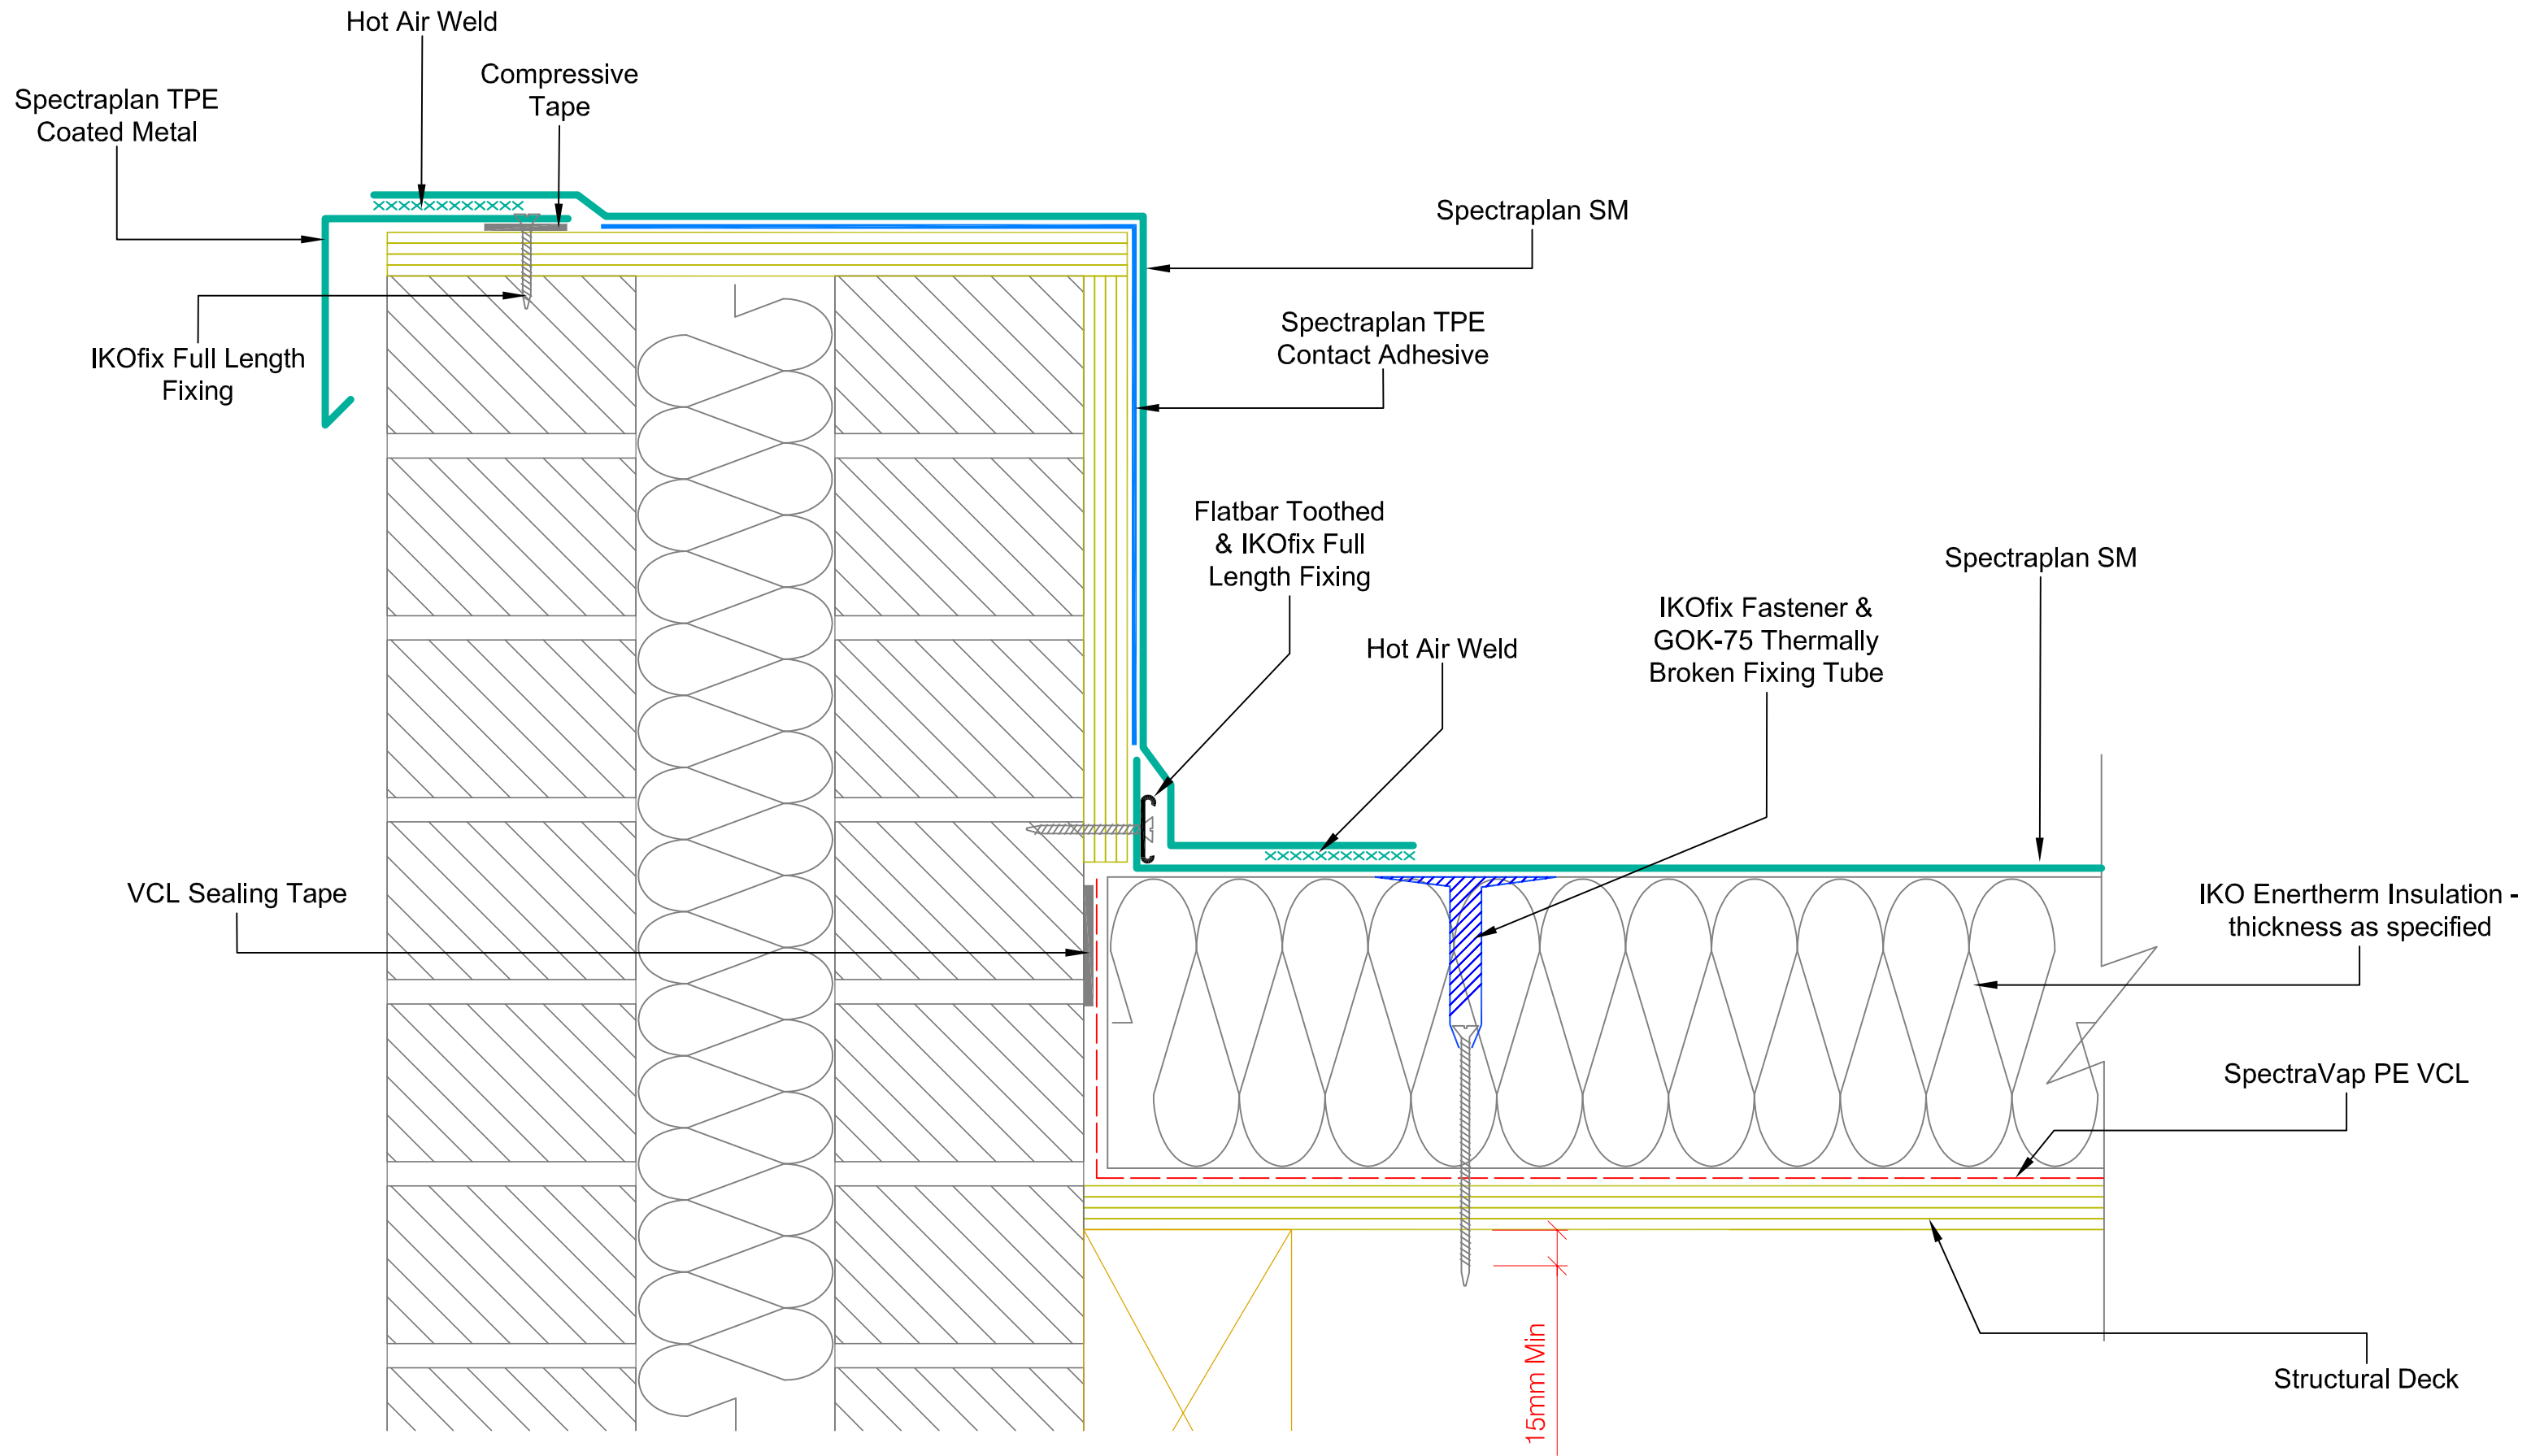 Hot Air Weld
Compressive
Tape
Spectraplan TPE
Coated Metal
Spectraplan SM
Spectraplan TPE
Contact Adhesive
IKOfix Full Length
Fixing
Flatbar Toothed
& IKOfix Full
Length Fixing
Spectraplan SM
IKOfix Fastener &
GOK-75 Thermally
Broken Fixing Tube
Hot Air Weld
VCL Sealing Tape
IKO Enertherm Insulation -
thickness as specified
SpectraVap PE VCL
15mm Min
Structural Deck